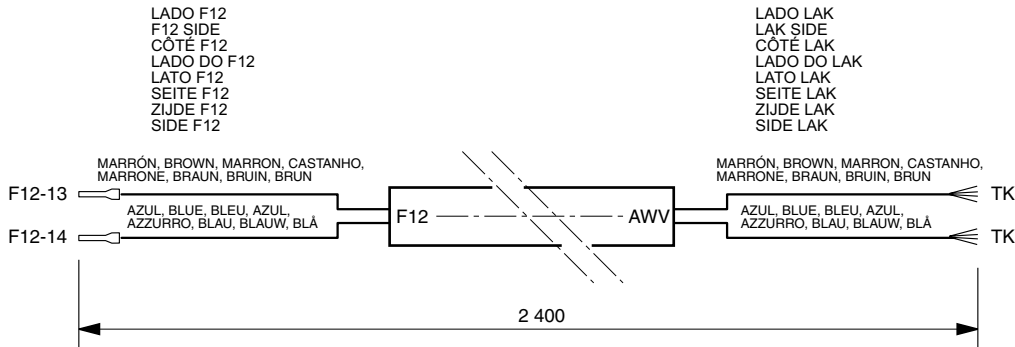 LADO F12
F12 SIDE
CÔTÉ F12
LADO DO F12
LATO F12
SEITE F12
ZIJDE F12
SIDE F12
LADO LAK
LAK SIDE
CÔTÉ LAK
LADO DO LAK
LATO LAK
SEITE LAK
ZIJDE LAK
SIDE LAK
MARRÓN, BROWN, MARRON, CASTANHO,
MARRONE, BRAUN, BRUIN, BRUN
F12-13
AZUL, BLUE, BLEU, AZUL,
AZZURRO, BLAU, BLAUW, BLÅ
F12-14
F12
AWV
MARRÓN, BROWN, MARRON, CASTANHO,
MARRONE, BRAUN, BRUIN, BRUN
TK
AZUL, BLUE, BLEU, AZUL,
AZZURRO, BLAU, BLAUW, BLÅ
TK
2 400